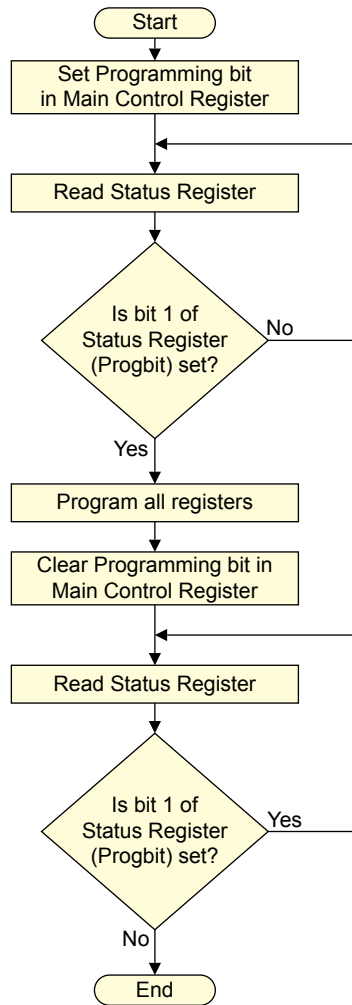 Start
Set Programming bit
in Main Control Register
Read Status Register
Is bit 1 of
Status Register
(Progbit) set?
No
Yes
Program all registers
Clear Programming bit in
Main Control Register
Read Status Register
Is bit 1 of
Status Register
(Progbit) set?
Yes
No
End